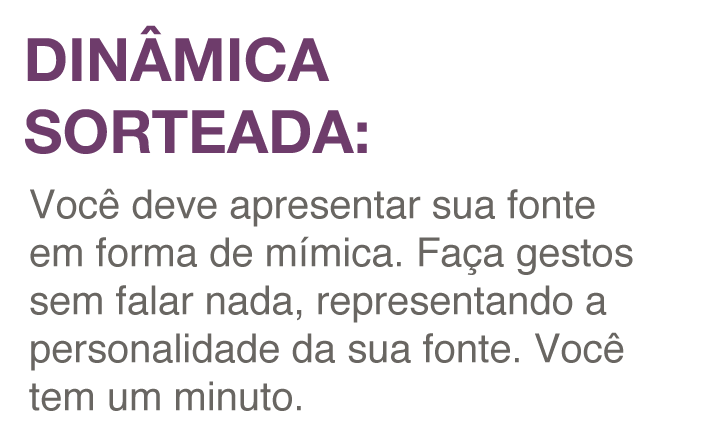 DINÂMICA
SORTEADA:
Você deve apresentar sua fonte
em forma de mímica. Faça gestos
sem falar nada, representando a
personalidade da sua fonte. Você
tem um minuto.